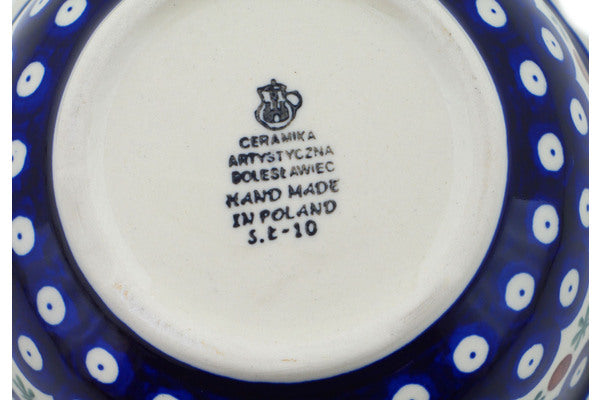 CERAMIKA
ARTYSTYCZNA
BOLESŁAWIEC
HAND MADE
IN POLAND
S.Ł-10